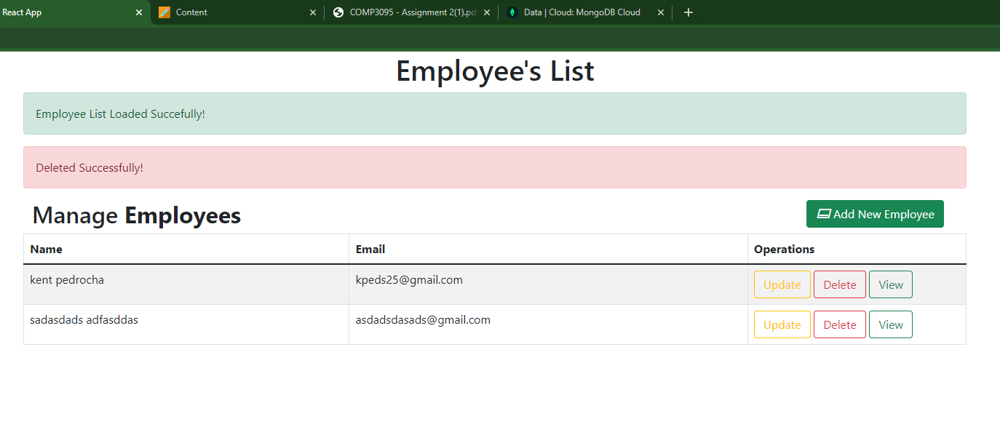 React App
Content
COMP3095 - Assignment 2(1).pd
Data | Cloud: MongoDB Cloud
Employee's List
Employee List Loaded Succefully!
Deleted Successfully!
Manage Employees
Add New Employee
Name Email Operations
kent pedrocha kpeds25@gmail.com Update Delete View
sadasdads adfasddas asdadsdasads@gmail.com Update Delete View